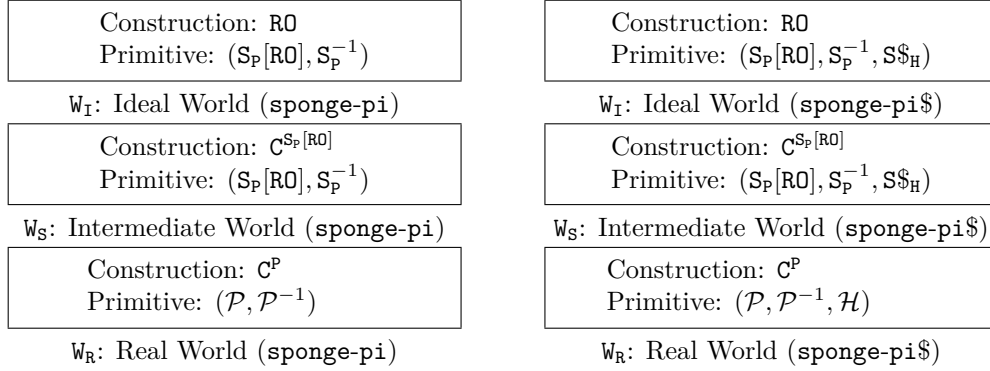 Construction: RO
Primitive: (S_P[RO], S_P^{-1})
W_I: Ideal World (sponge-pi)
Construction: RO
Primitive: (S_P[RO], S_P^{-1}, S$_H)
W_I: Ideal World (sponge-pi$)
Construction: C^{S_P[RO]}
Primitive: (S_P[RO], S_P^{-1})
W_S: Intermediate World (sponge-pi)
Construction: C^{S_P[RO]}
Primitive: (S_P[RO], S_P^{-1}, S$_H)
W_S: Intermediate World (sponge-pi$)
Construction: C^P
Primitive: (𝒫, 𝒫^{-1})
W_R: Real World (sponge-pi)
Construction: C^P
Primitive: (𝒫, 𝒫^{-1}, ℋ)
W_R: Real World (sponge-pi$)